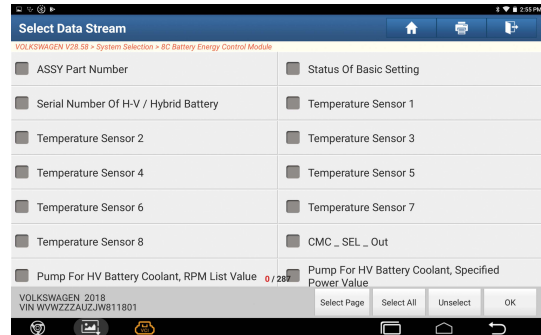 2:55 PM
Select Data Stream
VOLKSWAGEN V28.58 > System Selection > 8C Battery Energy Control Module
ASSY Part Number
Status Of Basic Setting
Serial Number Of H-V / Hybrid Battery
Temperature Sensor 1
Temperature Sensor 2
Temperature Sensor 3
Temperature Sensor 4
Temperature Sensor 5
Temperature Sensor 6
Temperature Sensor 7
Temperature Sensor 8
CMC _ SEL _ Out
Pump For HV Battery Coolant, RPM List Value
0 / 287
Pump For HV Battery Coolant, Specified
Power Value
VOLKSWAGEN 2018
VIN WVWZZZAUZJW811801
Select Page
Select All
Unselect
OK